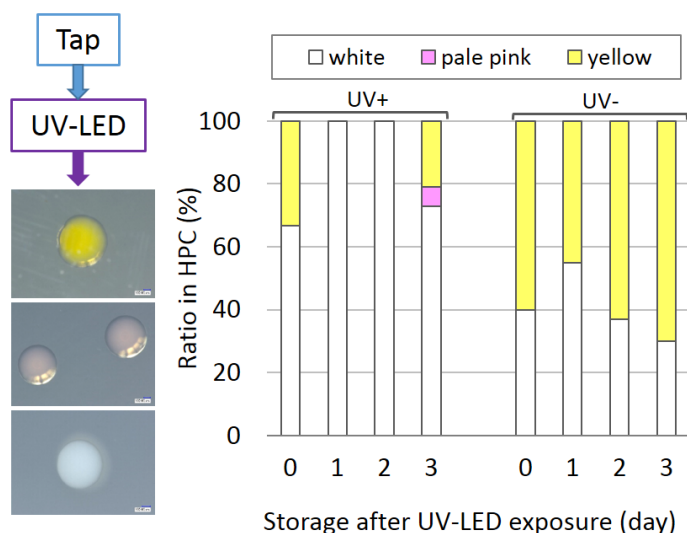 Tap
UV-LED
white pale pink yellow
UV+ UV-
Ratio in HPC (%)
100
80
60
40
20
0
0 1 2 3 0 1 2 3
Storage after UV-LED exposure (day)